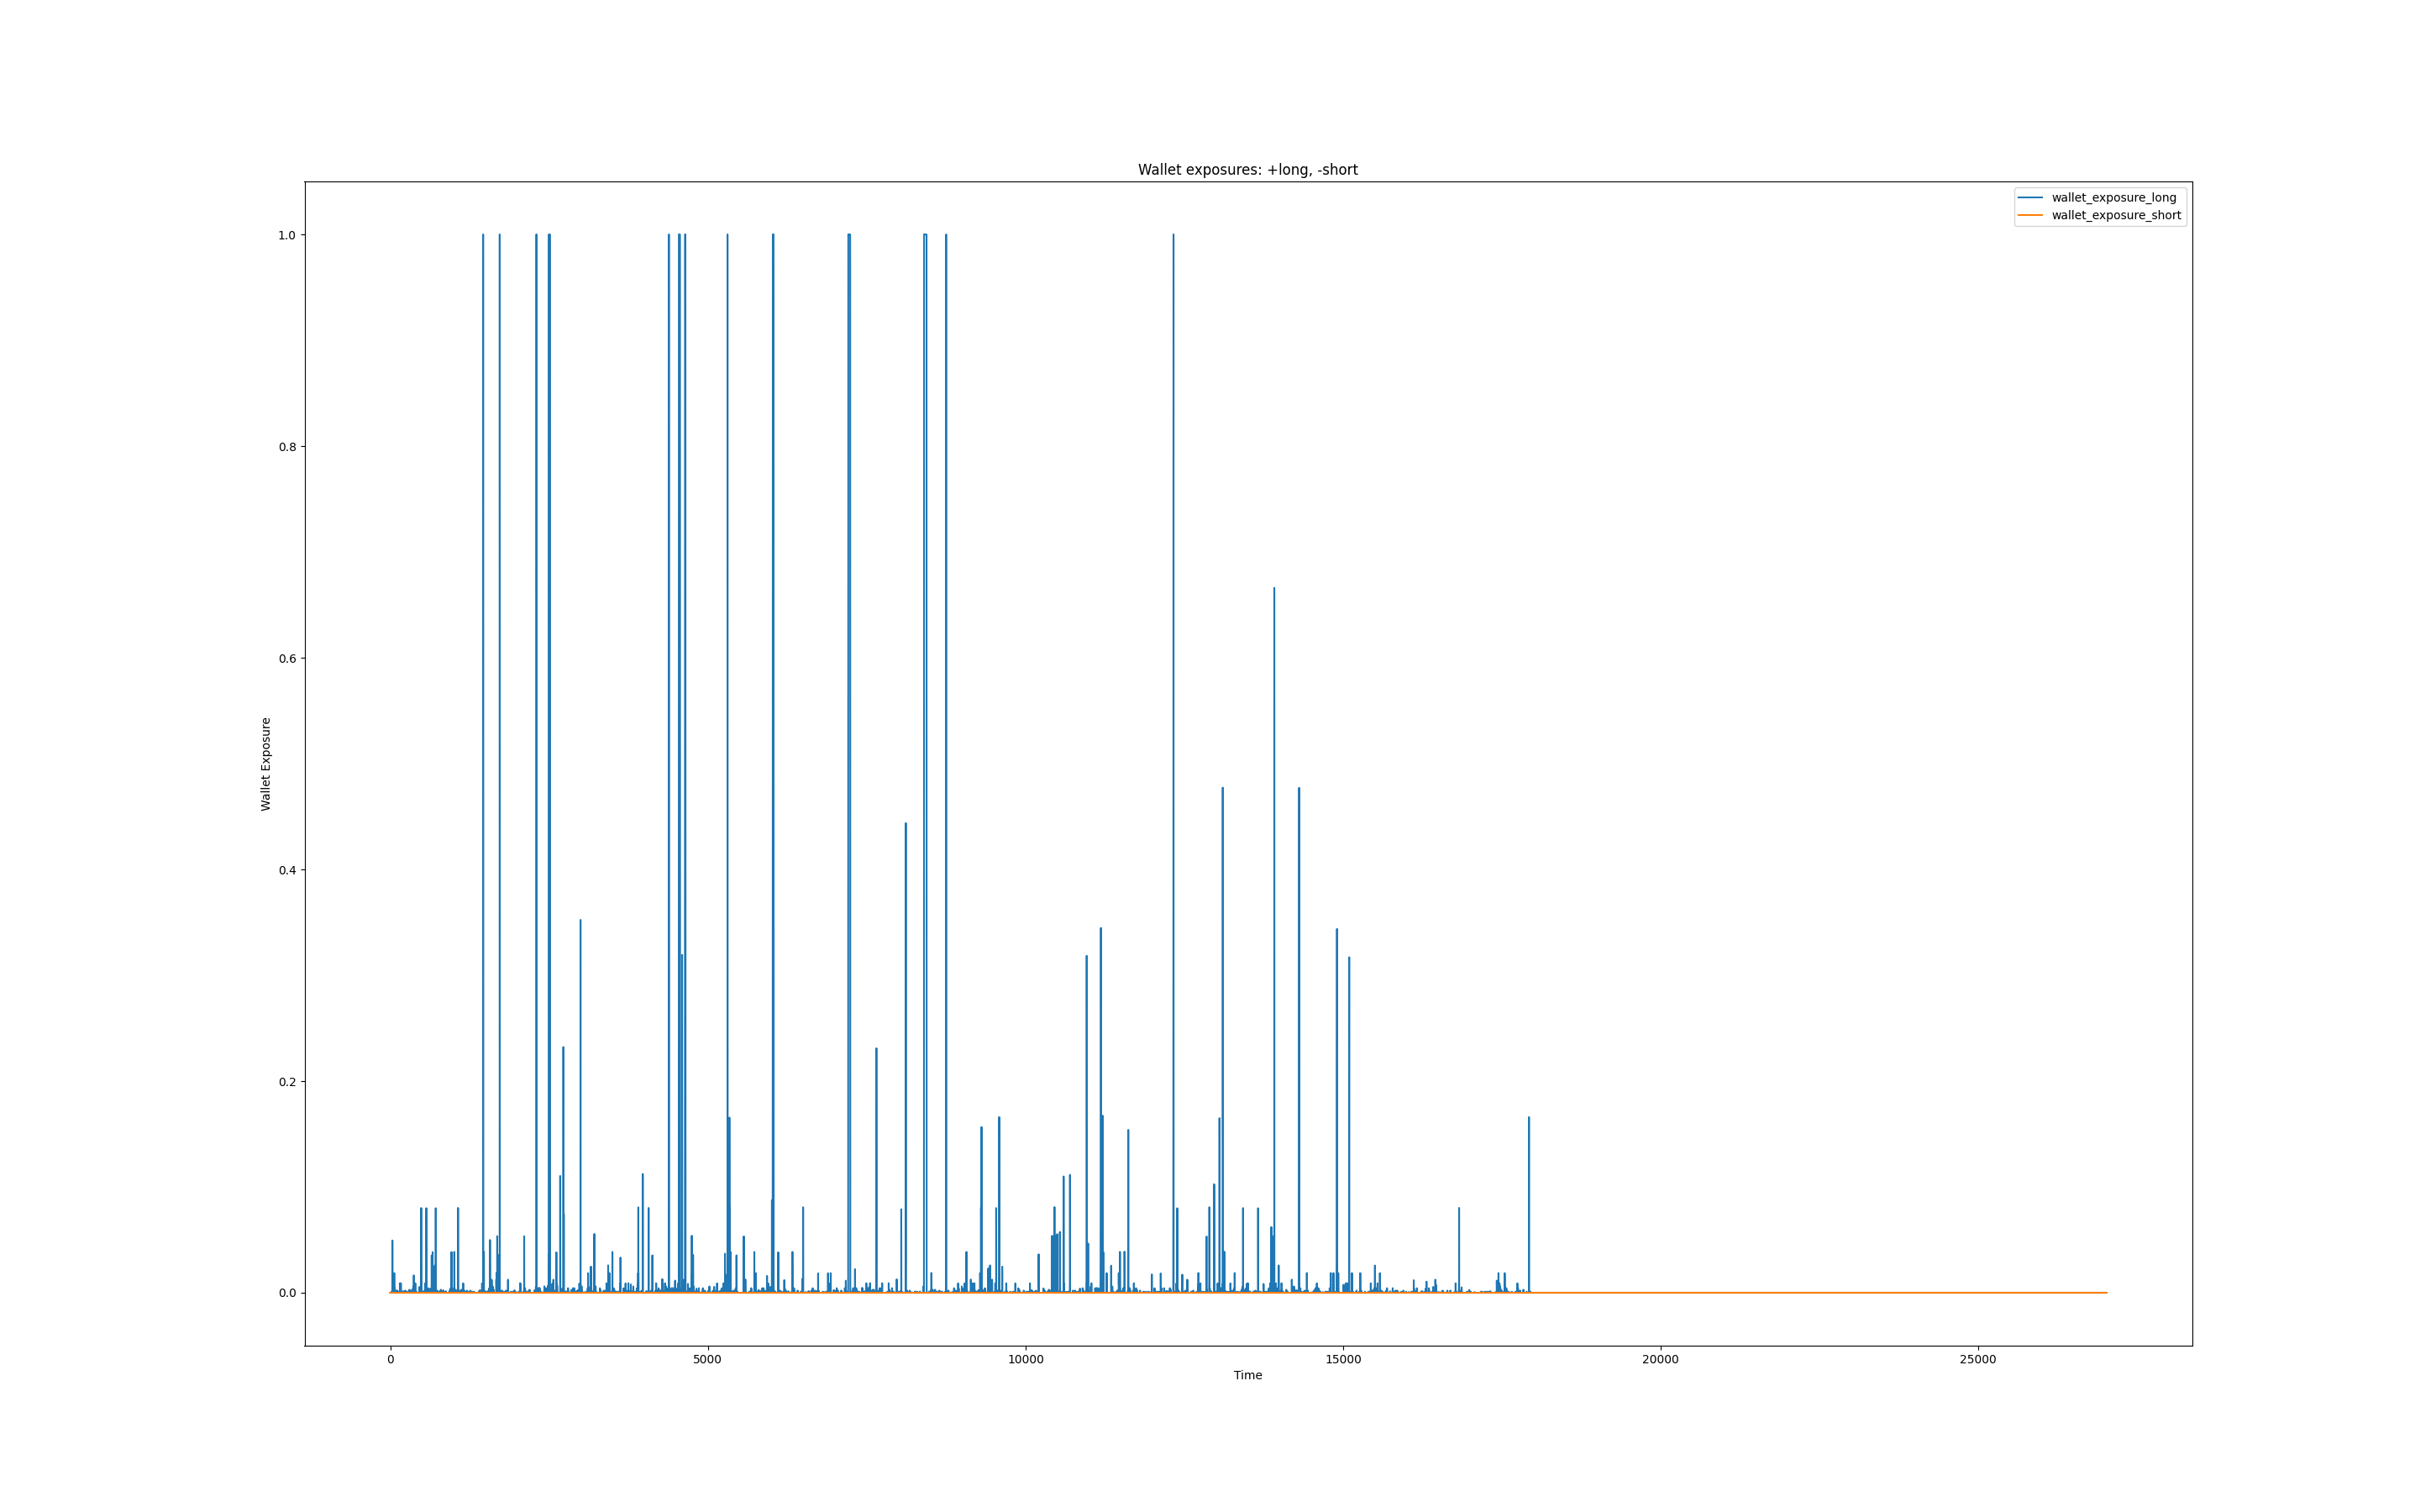 Wallet exposures: +long, -short
wallet_exposure_long
wallet_exposure_short
1.0
0.8
0.6
0.4
0.2
0.0
Wallet Exposure
0 5000 10000 15000 20000 25000
Time